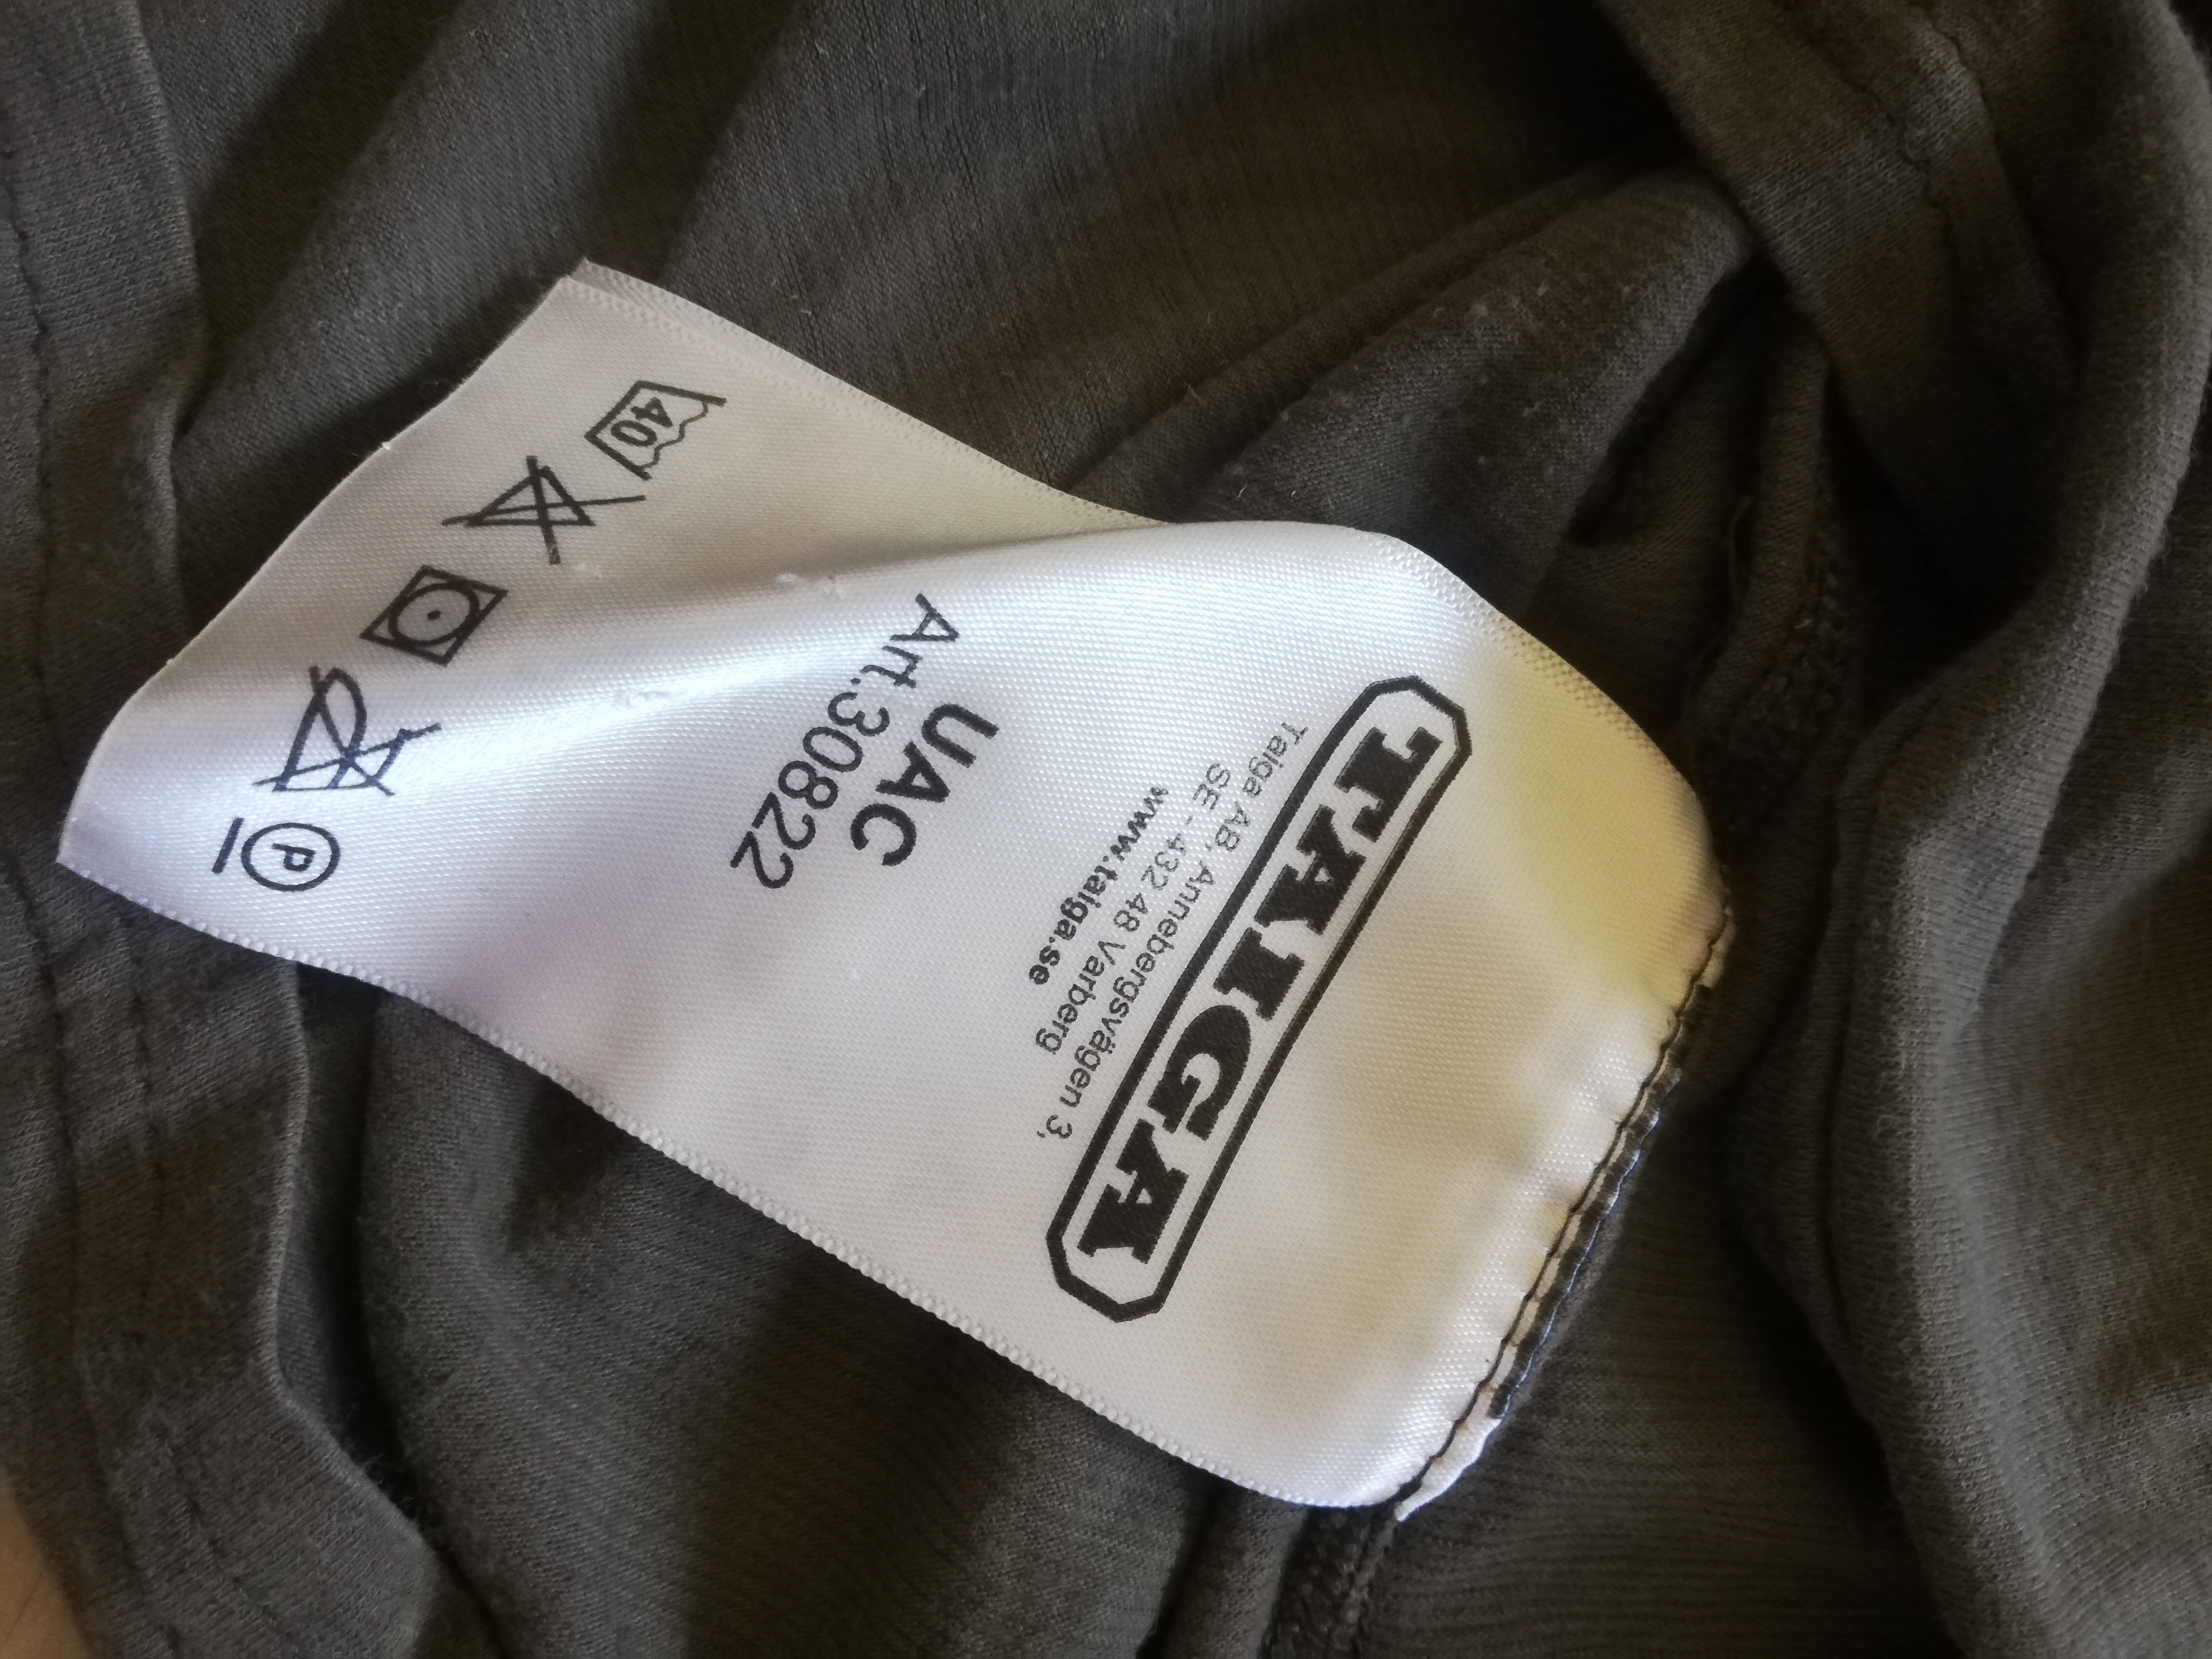 TAIGA
Taiga AB, Annebergsvägen 3,
SE - 432 48 Varberg
www.taiga.se
UAC
Art.30822
40
P